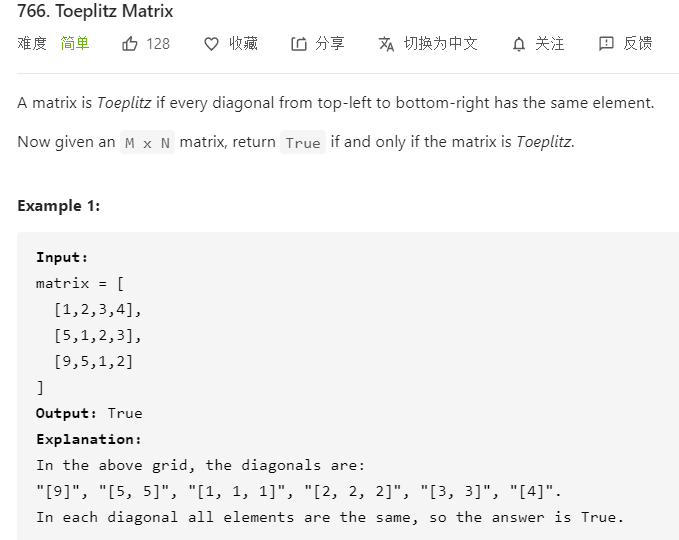 766. Toeplitz Matrix
难度 简单 128 收藏 分享 切换为中文 关注 反馈
A matrix is Toeplitz if every diagonal from top-left to bottom-right has the same element.
Now given an M x N matrix, return True if and only if the matrix is Toeplitz.
Example 1:
Input:
matrix = [
  [1,2,3,4],
  [5,1,2,3],
  [9,5,1,2]
]
Output: True
Explanation:
In the above grid, the diagonals are:
"[9]", "[5, 5]", "[1, 1, 1]", "[2, 2, 2]", "[3, 3]", "[4]".
In each diagonal all elements are the same, so the answer is True.